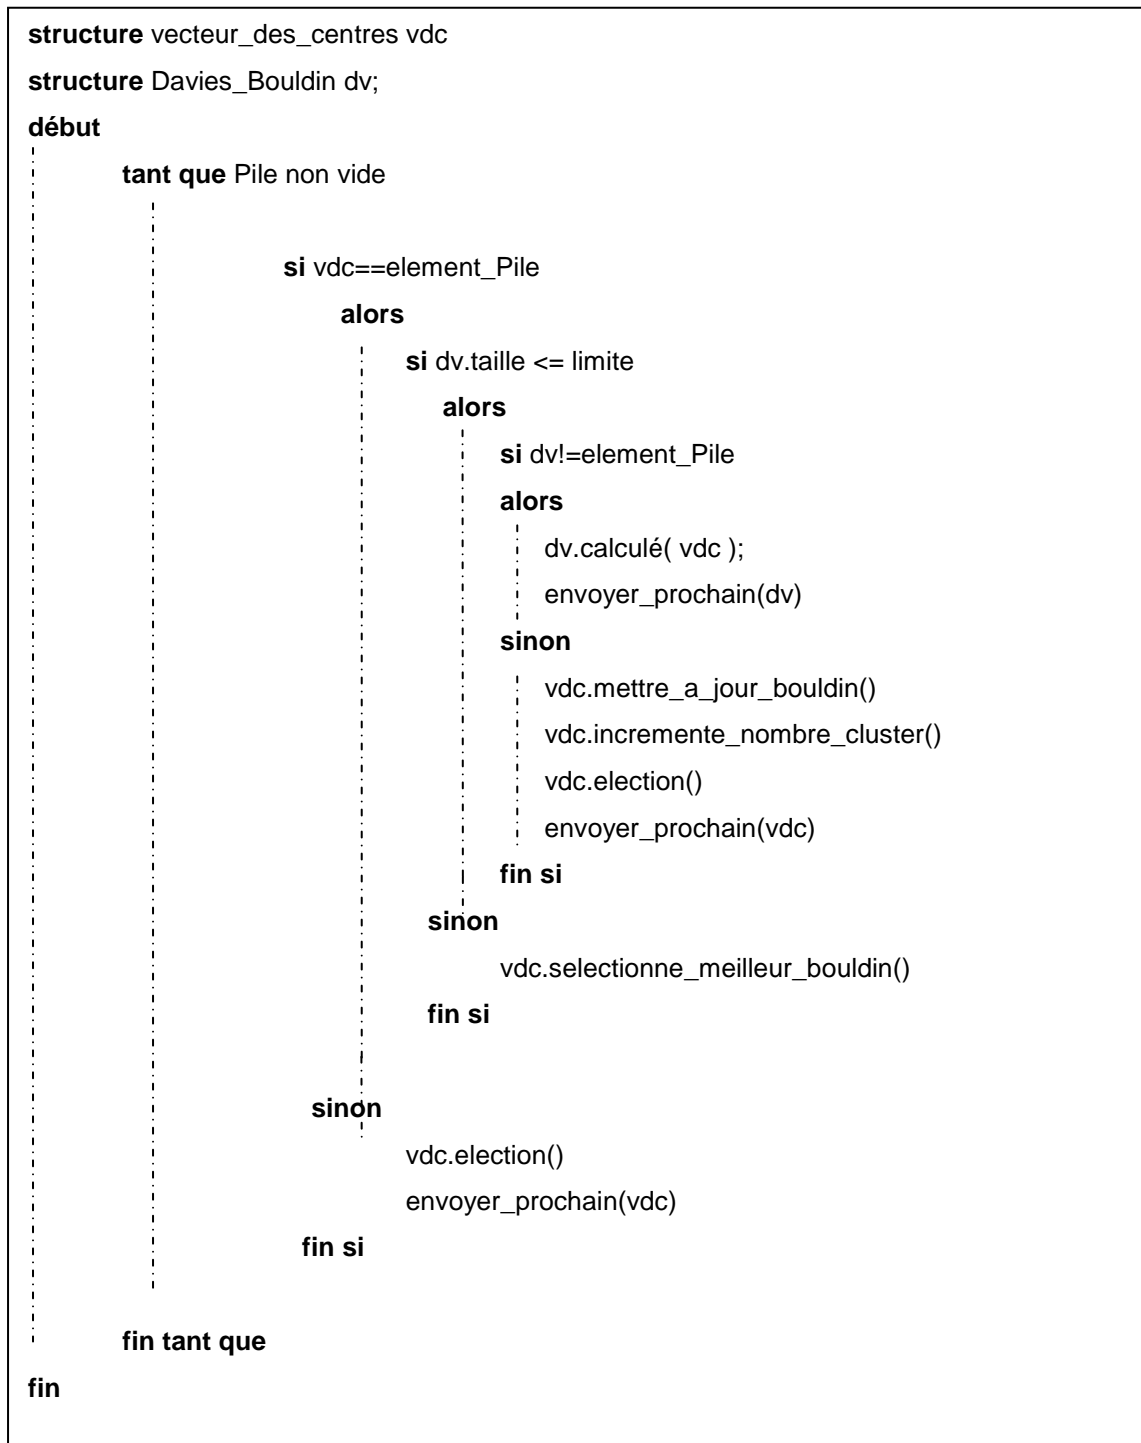 structure vecteur_des_centres vdc
structure Davies_Bouldin dv;
début
tant que Pile non vide
si vdc==element_Pile
alors
si dv.taille <= limite
alors
si dv!=element_Pile
alors
dv.calculé( vdc );
envoyer_prochain(dv)
sinon
vdc.mettre_a_jour_bouldin()
vdc.incremente_nombre_cluster()
vdc.election()
envoyer_prochain(vdc)
fin si
sinon
vdc.selectionne_meilleur_bouldin()
fin si
sinon
vdc.election()
envoyer_prochain(vdc)
fin si
fin tant que
fin